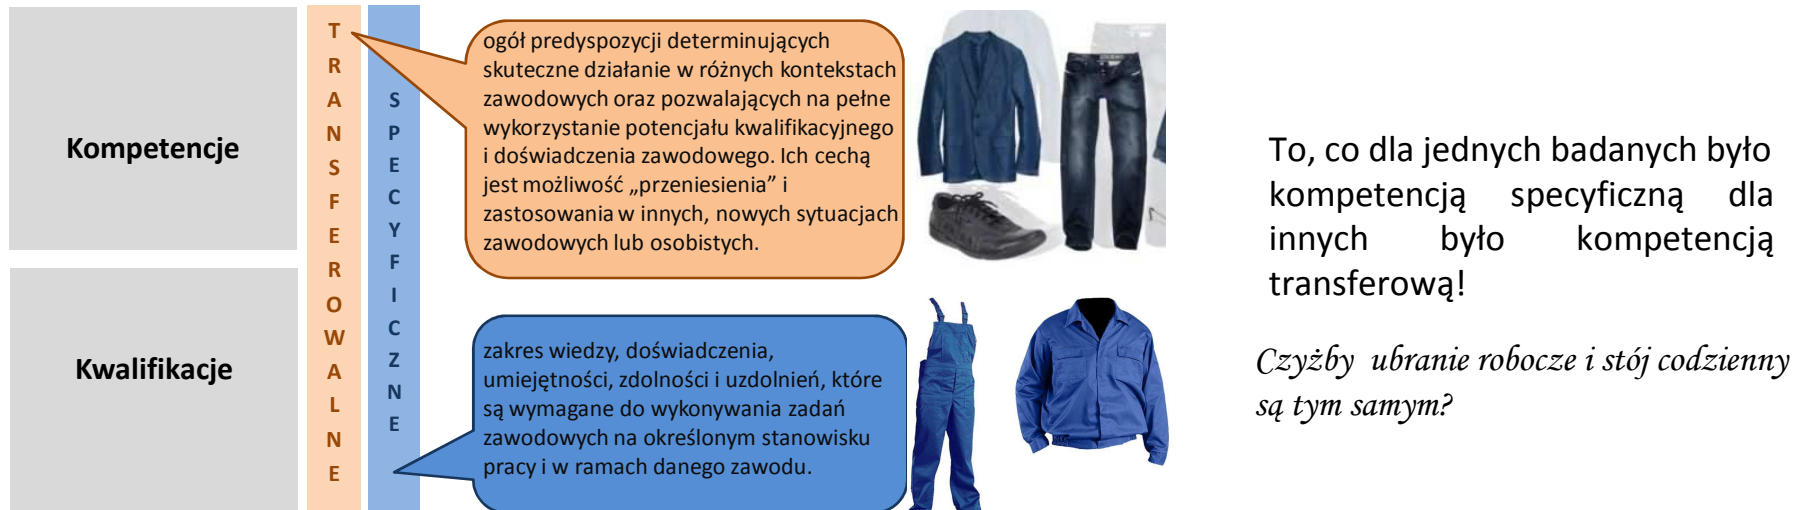 Kompetencje
Kwalifikacje
TRANSFEROWALNE
SPECYFICZNE
ogół predyspozycji determinujących
skuteczne działanie w różnych kontekstach
zawodowych oraz pozwalających na pełne
wykorzystanie potencjału kwalifikacyjnego
i doświadczenia zawodowego. Ich cechą
jest możliwość „przeniesienia” i
zastosowania w innych, nowych sytuacjach
zawodowych lub osobistych.
zakres wiedzy, doświadczenia,
umiejętności, zdolności i uzdolnień, które
są wymagane do wykonywania zadań
zawodowych na określonym stanowisku
pracy i w ramach danego zawodu.
To, co dla jednych badanych było
kompetencją specyficzną dla
innych było kompetencją
transferową!
Czyżby ubranie robocze i stój codzienny
są tym samym?